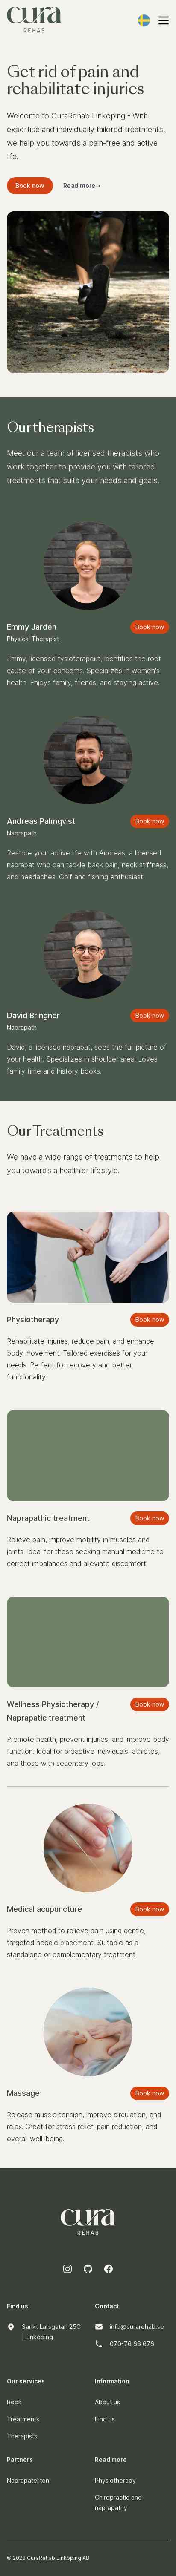 cura
REHAB
Get rid of pain and
rehabilitate injuries
Welcome to CuraRehab Linköping - With
expertise and individually tailored treatments,
we help you towards a pain-free and active
life.
Book now
Read more→
Our therapists
Meet our a team of licensed therapists who
work together to provide you with tailored
treatments that suits your needs and goals.
Emmy Jardén
Book now
Physical Therapist
Emmy, licensed fysioterapeut, identifies the root
cause of your concerns. Specializes in women's
health. Enjoys family, friends, and staying active.
Andreas Palmqvist
Book now
Naprapath
Restore your active life with Andreas, a licensed
naprapat who can tackle back pain, neck stiffness,
and headaches. Golf and fishing enthusiast.
David Bringner
Book now
Naprapath
David, a licensed naprapat, sees the full picture of
your health. Specializes in shoulder area. Loves
family time and history books.
Our Treatments
We have a wide range of treatments to help
you towards a healthier lifestyle.
Physiotherapy
Book now
Rehabilitate injuries, reduce pain, and enhance
body movement. Tailored exercises for your
needs. Perfect for recovery and better
functionality.
Naprapathic treatment
Book now
Relieve pain, improve mobility in muscles and
joints. Ideal for those seeking manual medicine to
correct imbalances and alleviate discomfort.
Wellness Physiotherapy /
Naprapatic treatment
Book now
Promote health, prevent injuries, and improve body
function. Ideal for proactive individuals, athletes,
and those with sedentary jobs.
Medical acupuncture
Book now
Proven method to relieve pain using gentle,
targeted needle placement. Suitable as a
standalone or complementary treatment.
Massage
Book now
Release muscle tension, improve circulation, and
relax. Great for stress relief, pain reduction, and
overall well-being.
cura
REHAB
Find us
Sankt Larsgatan 25C
| Linköping
Contact
info@curarehab.se
070-76 66 676
Our services
Book
Treatments
Therapists
Information
About us
Find us
Partners
Naprapateliten
Read more
Physiotherapy
Chiropractic and
naprapathy
© 2023 CuraRehab Linköping AB